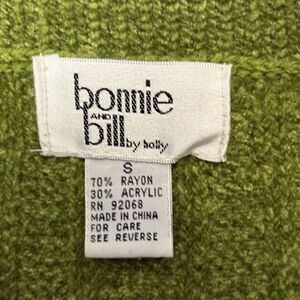 bonnie
AND
bill by holly
S
70% RAYON
30% ACRYLIC
RN 92068
MADE IN CHINA
FOR CARE
SEE REVERSE